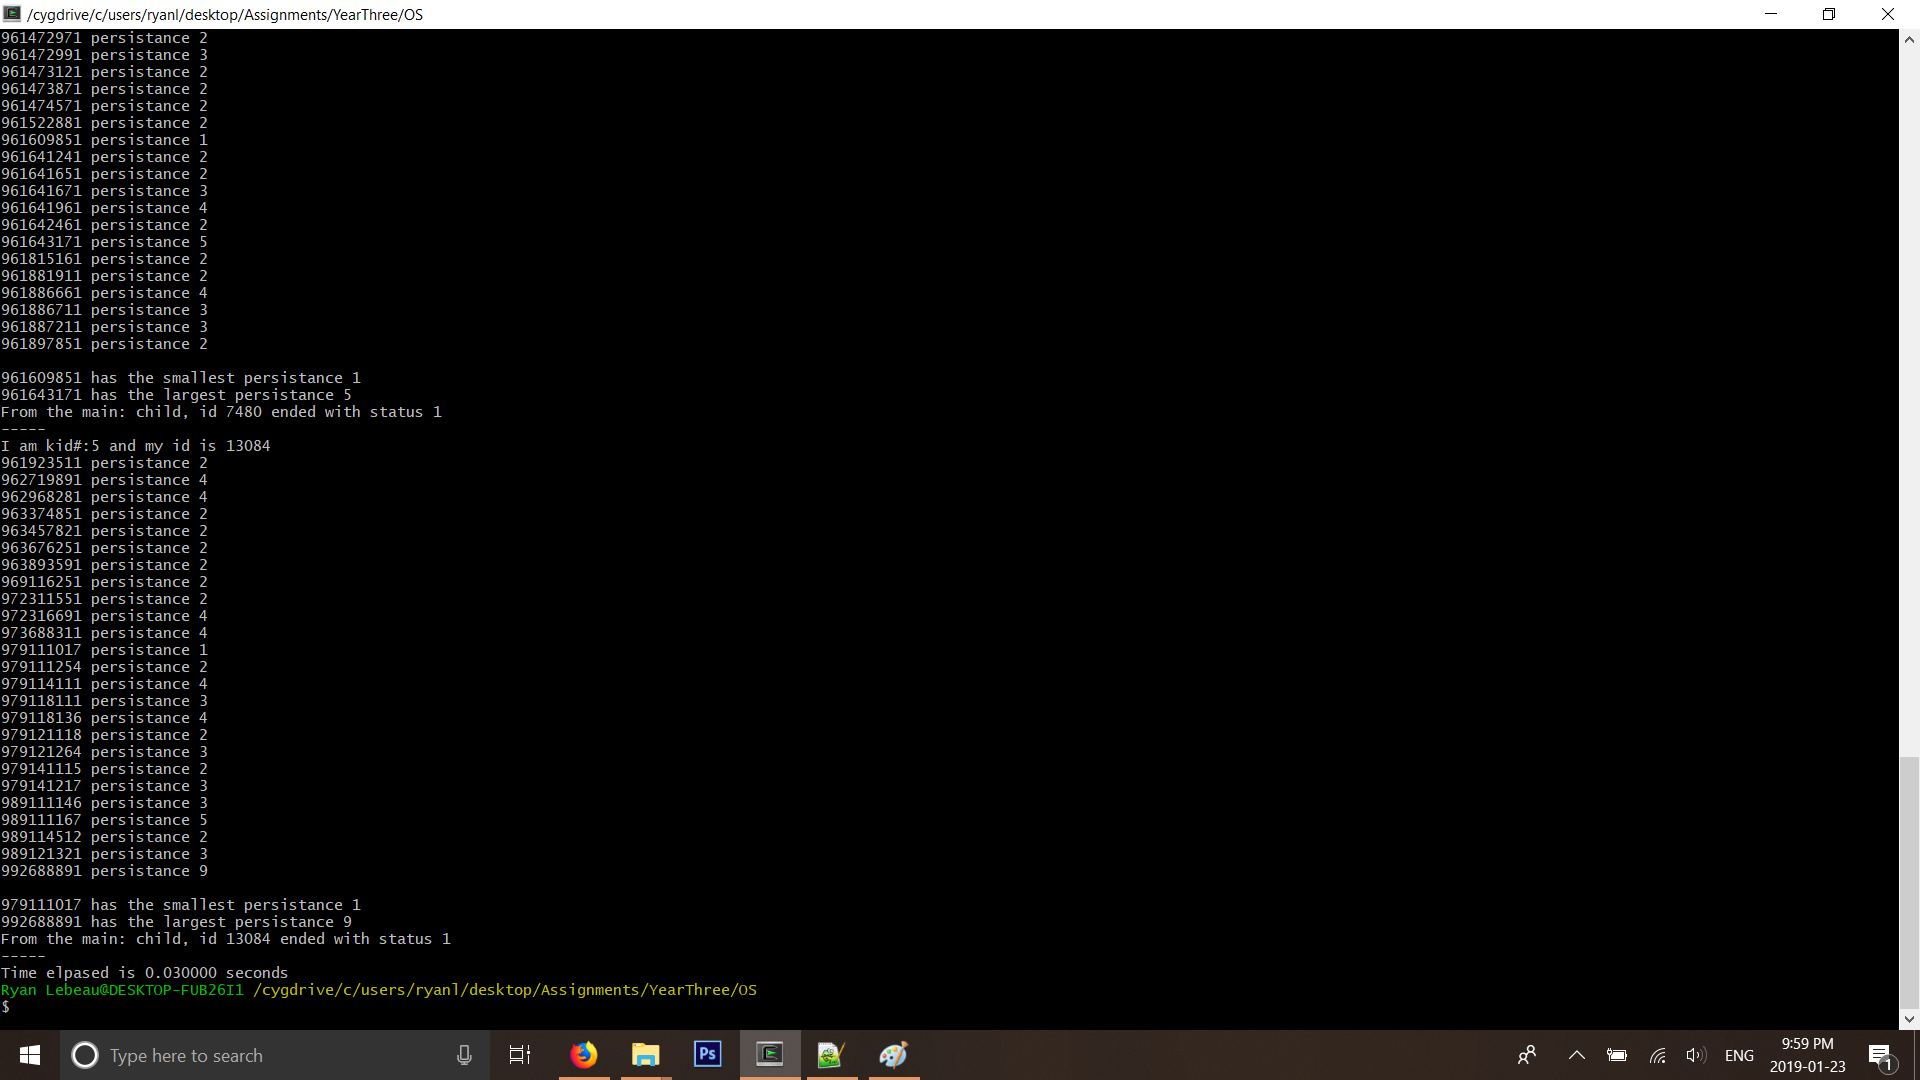 /cygdrive/c/users/ryanl/desktop/Assignments/YearThree/OS
961472971 persistance 2
961472991 persistance 3
961473121 persistance 2
961473871 persistance 2
961474571 persistance 2
961522881 persistance 2
961609851 persistance 1
961641241 persistance 2
961641651 persistance 2
961641671 persistance 3
961641961 persistance 4
961642461 persistance 2
961643171 persistance 5
961815161 persistance 2
961881911 persistance 2
961886661 persistance 4
961886711 persistance 3
961887211 persistance 3
961897851 persistance 2
961609851 has the smallest persistance 1
961643171 has the largest persistance 5
From the main: child, id 7480 ended with status 1
-----
I am kid#:5 and my id is 13084
961923511 persistance 2
962719891 persistance 4
962968281 persistance 4
963374851 persistance 2
963457821 persistance 2
963676251 persistance 2
963893591 persistance 2
969116251 persistance 2
972311551 persistance 2
972316691 persistance 4
973688311 persistance 4
979111017 persistance 1
979111254 persistance 2
979114111 persistance 4
979118111 persistance 3
979118136 persistance 4
979121118 persistance 2
979121264 persistance 3
979141115 persistance 2
979141217 persistance 3
989111146 persistance 3
989111167 persistance 5
989114512 persistance 2
989121321 persistance 3
992688891 persistance 9
979111017 has the smallest persistance 1
992688891 has the largest persistance 9
From the main: child, id 13084 ended with status 1
-----
Time elpased is 0.030000 seconds
Ryan Lebeau@DESKTOP-FUB26I1 /cygdrive/c/users/ryanl/desktop/Assignments/YearThree/OS
$
Type here to search
Ps
ENG
9:59 PM
2019-01-23
1